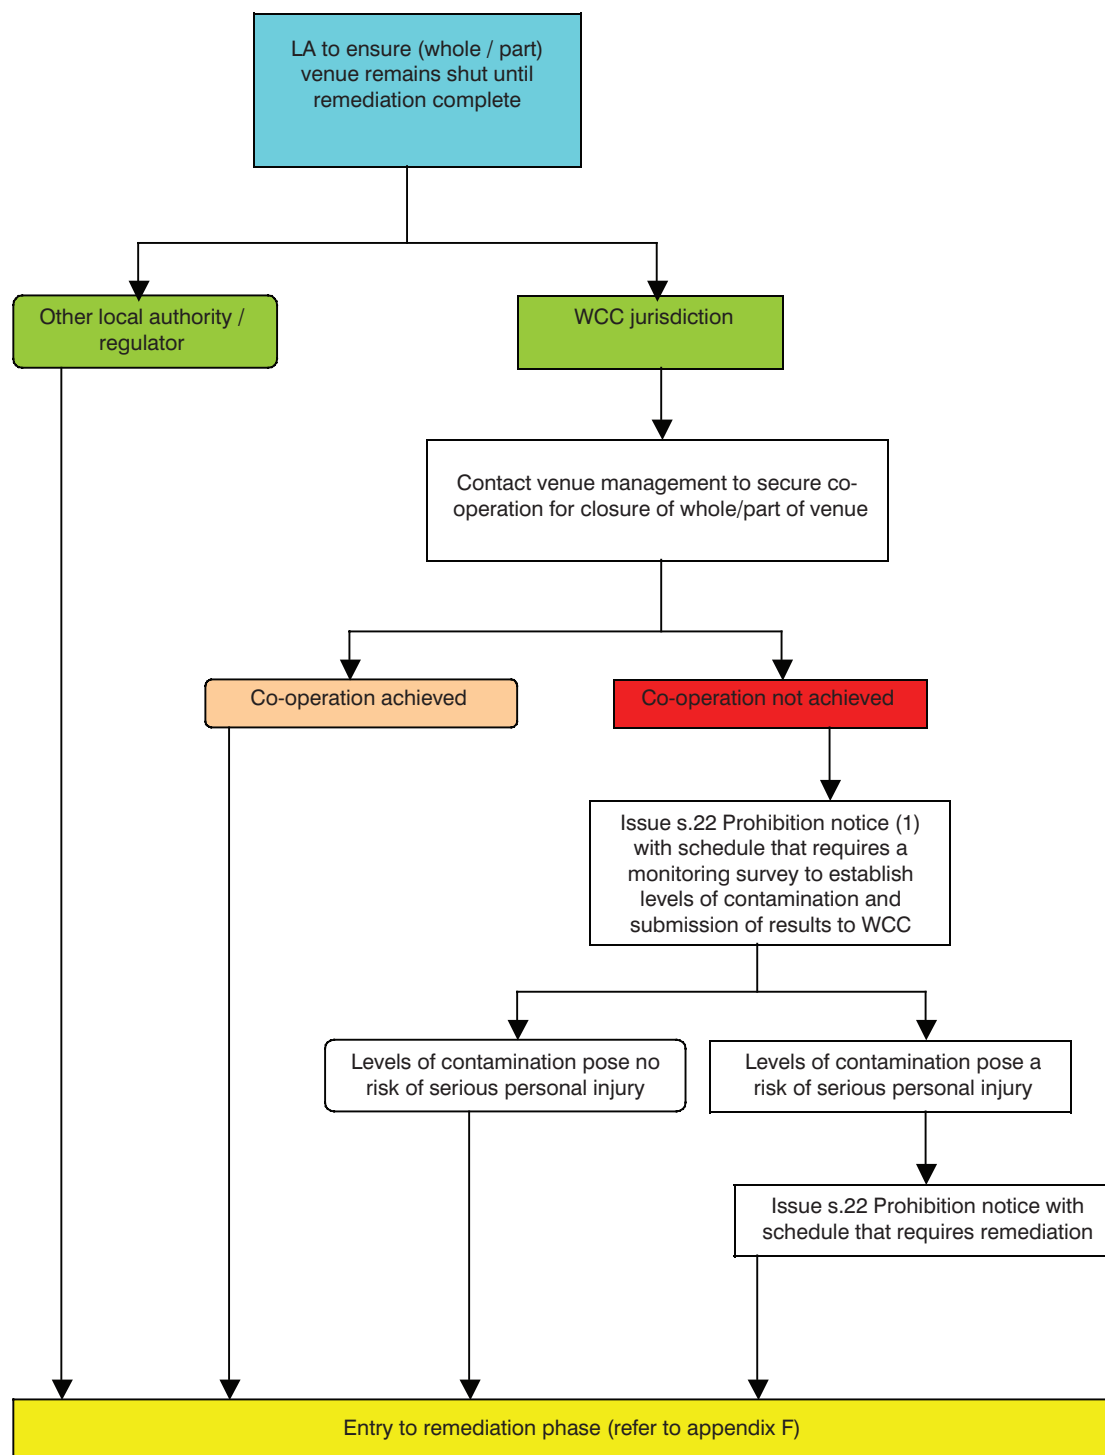 LA to ensure (whole / part)
venue remains shut until
remediation complete
Other local authority /
regulator
WCC jurisdiction
Contact venue management to secure co-
operation for closure of whole/part of venue
Co-operation achieved
Co-operation not achieved
Issue s.22 Prohibition notice (1)
with schedule that requires a
monitoring survey to establish
levels of contamination and
submission of results to WCC
Levels of contamination pose no
risk of serious personal injury
Levels of contamination pose a
risk of serious personal injury
Issue s.22 Prohibition notice with
schedule that requires remediation
Entry to remediation phase (refer to appendix F)